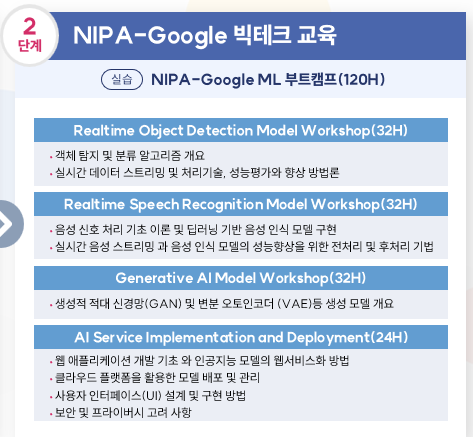 2
단계
NIPA-Google 빅테크 교육
실습 NIPA-Google ML 부트캠프(120H)
Realtime Object Detection Model Workshop(32H)
• 객체 탐지 및 분류 알고리즘 개요
• 실시간 데이터 스트리밍 및 처리기술, 성능평가와 향상 방법론
Realtime Speech Recognition Model Workshop(32H)
• 음성 신호 처리 기초 이론 및 딥러닝 기반 음성 인식 모델 구현
• 실시간 음성 스트리밍 과 음성 인식 모델의 성능향상을 위한 전처리 및 후처리 기법
Generative AI Model Workshop(32H)
• 생성적 적대 신경망(GAN) 및 변분 오토인코더 (VAE)등 생성 모델 개요
AI Service Implementation and Deployment(24H)
• 웹 애플리케이션 개발 기초 와 인공지능 모델의 웹서비스화 방법
• 클라우드 플랫폼을 활용한 모델 배포 및 관리
• 사용자 인터페이스(UI) 설계 및 구현 방법
• 보안 및 프라이버시 고려 사항